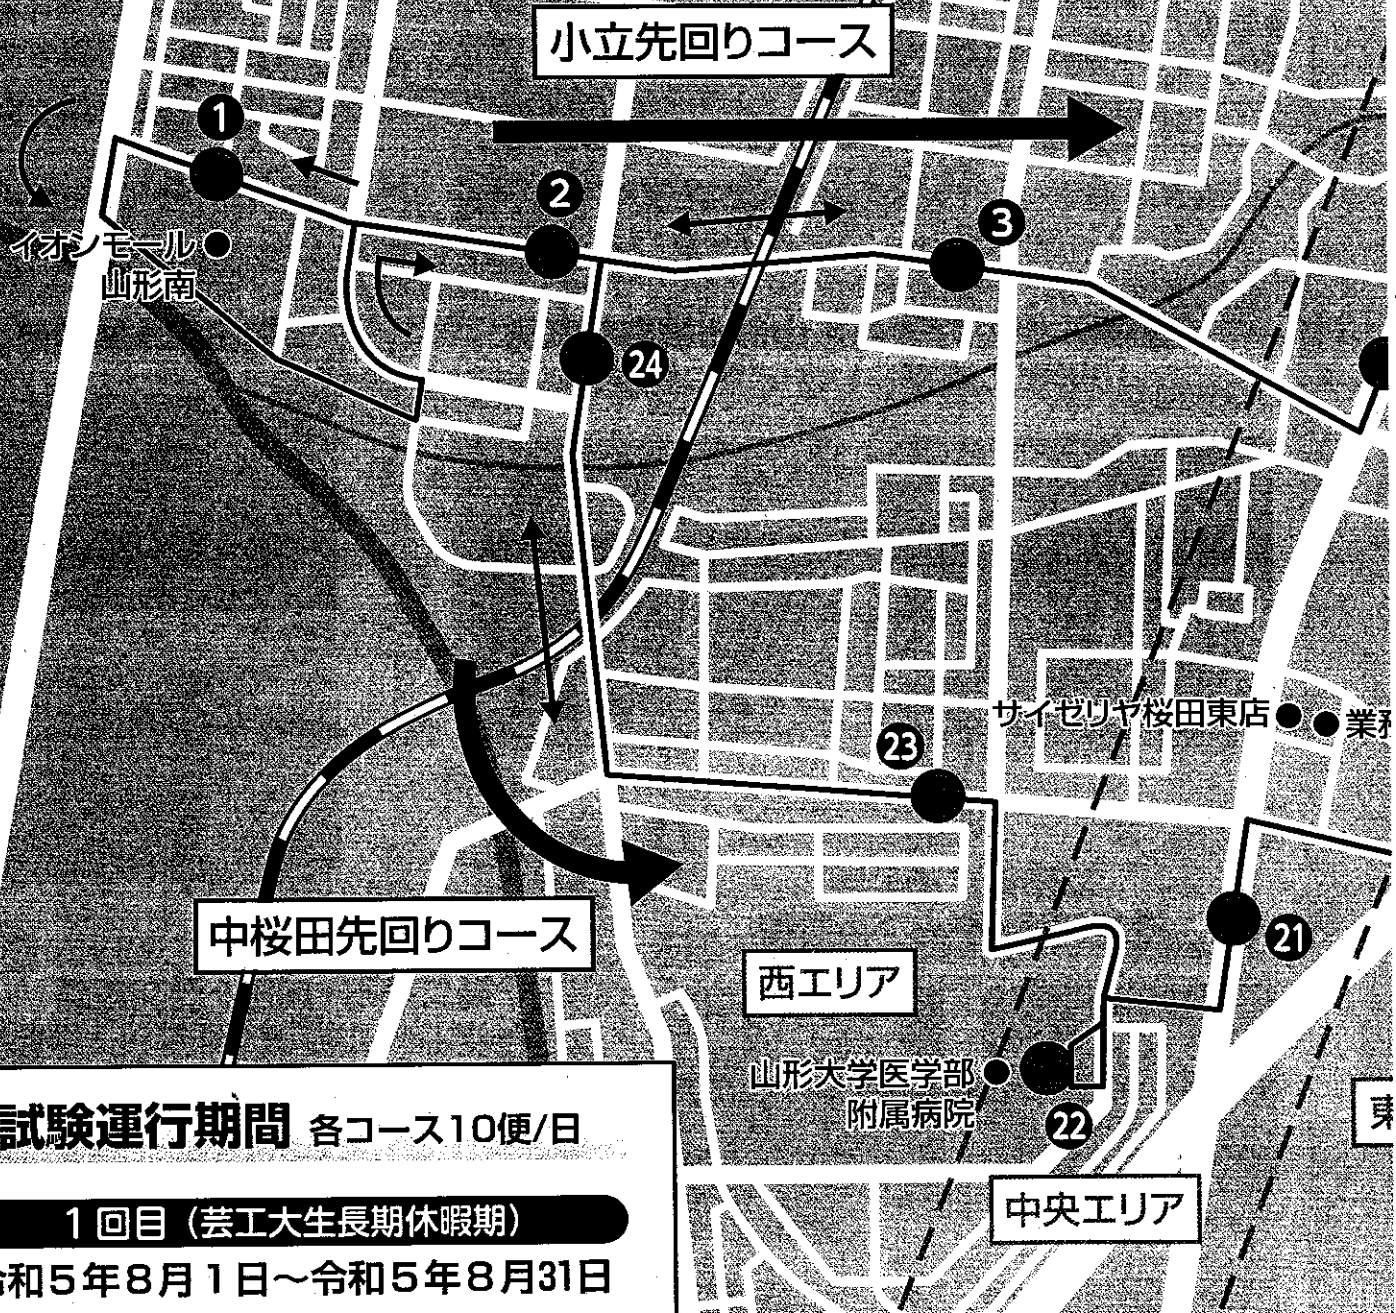 小立先回りコース
1
2
3
イオンモール
山形南
24
サイゼリヤ桜田東店
業務
23
中桜田先回りコース
21
西エリア
山形大学医学部
附属病院
22
東
中央エリア
試験運行期間 各コース10便/日
1回目(芸工大生長期休暇期)
令和5年8月1日~令和5年8月31日